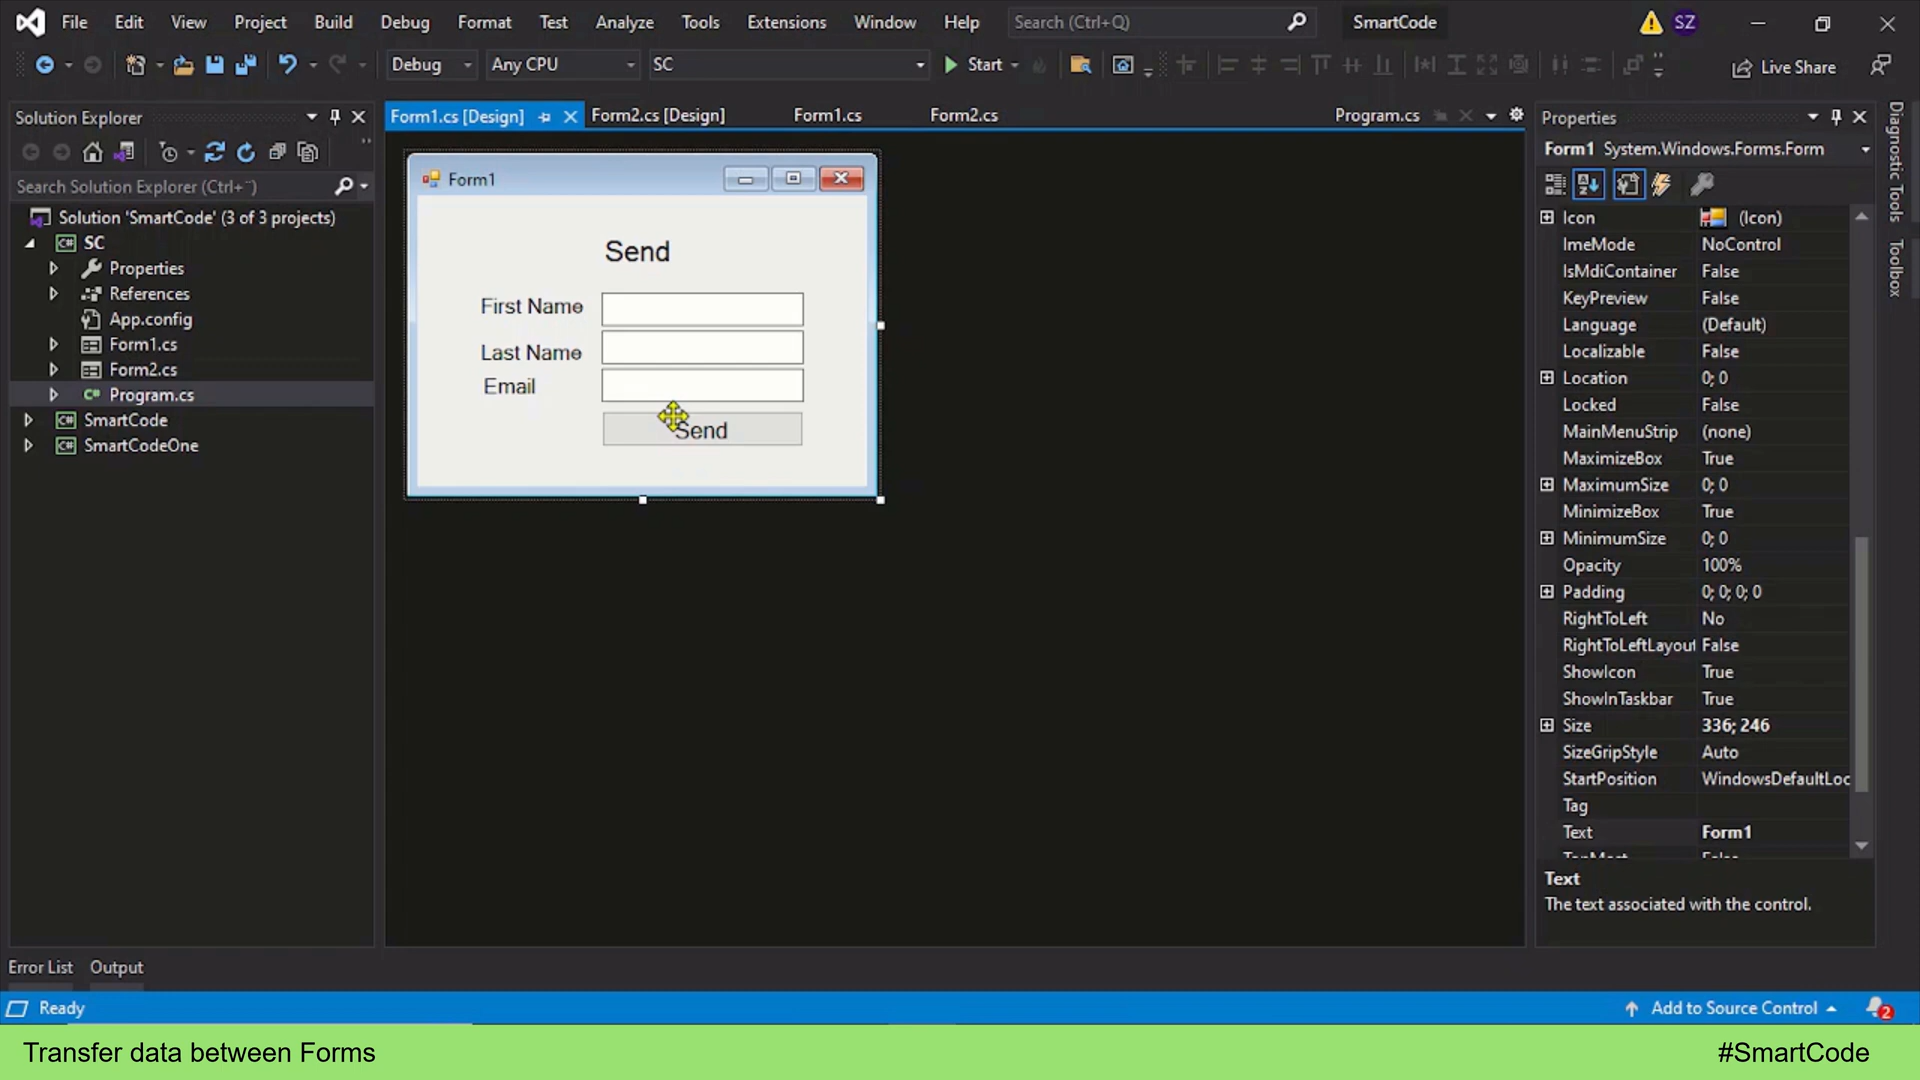 File Edit View Project Build Debug Format Test Analyze Tools Extensions Window Help Search (Ctrl+Q) SmartCode SZ
Debug Any CPU SC Start Live Share
Solution Explorer
Search Solution Explorer (Ctrl+¨)
Solution 'SmartCode' (3 of 3 projects)
SC
Properties
References
App.config
Form1.cs
Form2.cs
Program.cs
SmartCode
SmartCodeOne
Form1.cs [Design] Form2.cs [Design] Form1.cs Form2.cs Program.cs
Form1
Send
First Name
Last Name
Email
Send
Properties
Form1 System.Windows.Forms.Form
Icon (Icon)
ImeMode NoControl
IsMdiContainer False
KeyPreview False
Language (Default)
Localizable False
Location 0; 0
Locked False
MainMenuStrip (none)
MaximizeBox True
MaximumSize 0; 0
MinimizeBox True
MinimumSize 0; 0
Opacity 100%
Padding 0; 0; 0; 0
RightToLeft No
RightToLeftLayout False
ShowIcon True
ShowInTaskbar True
Size 336; 246
SizeGripStyle Auto
StartPosition WindowsDefaultLoc
Tag
Text Form1
Text
The text associated with the control.
Diagnostic Tools
Toolbox
Error List Output
Ready Add to Source Control 2
Transfer data between Forms #SmartCode